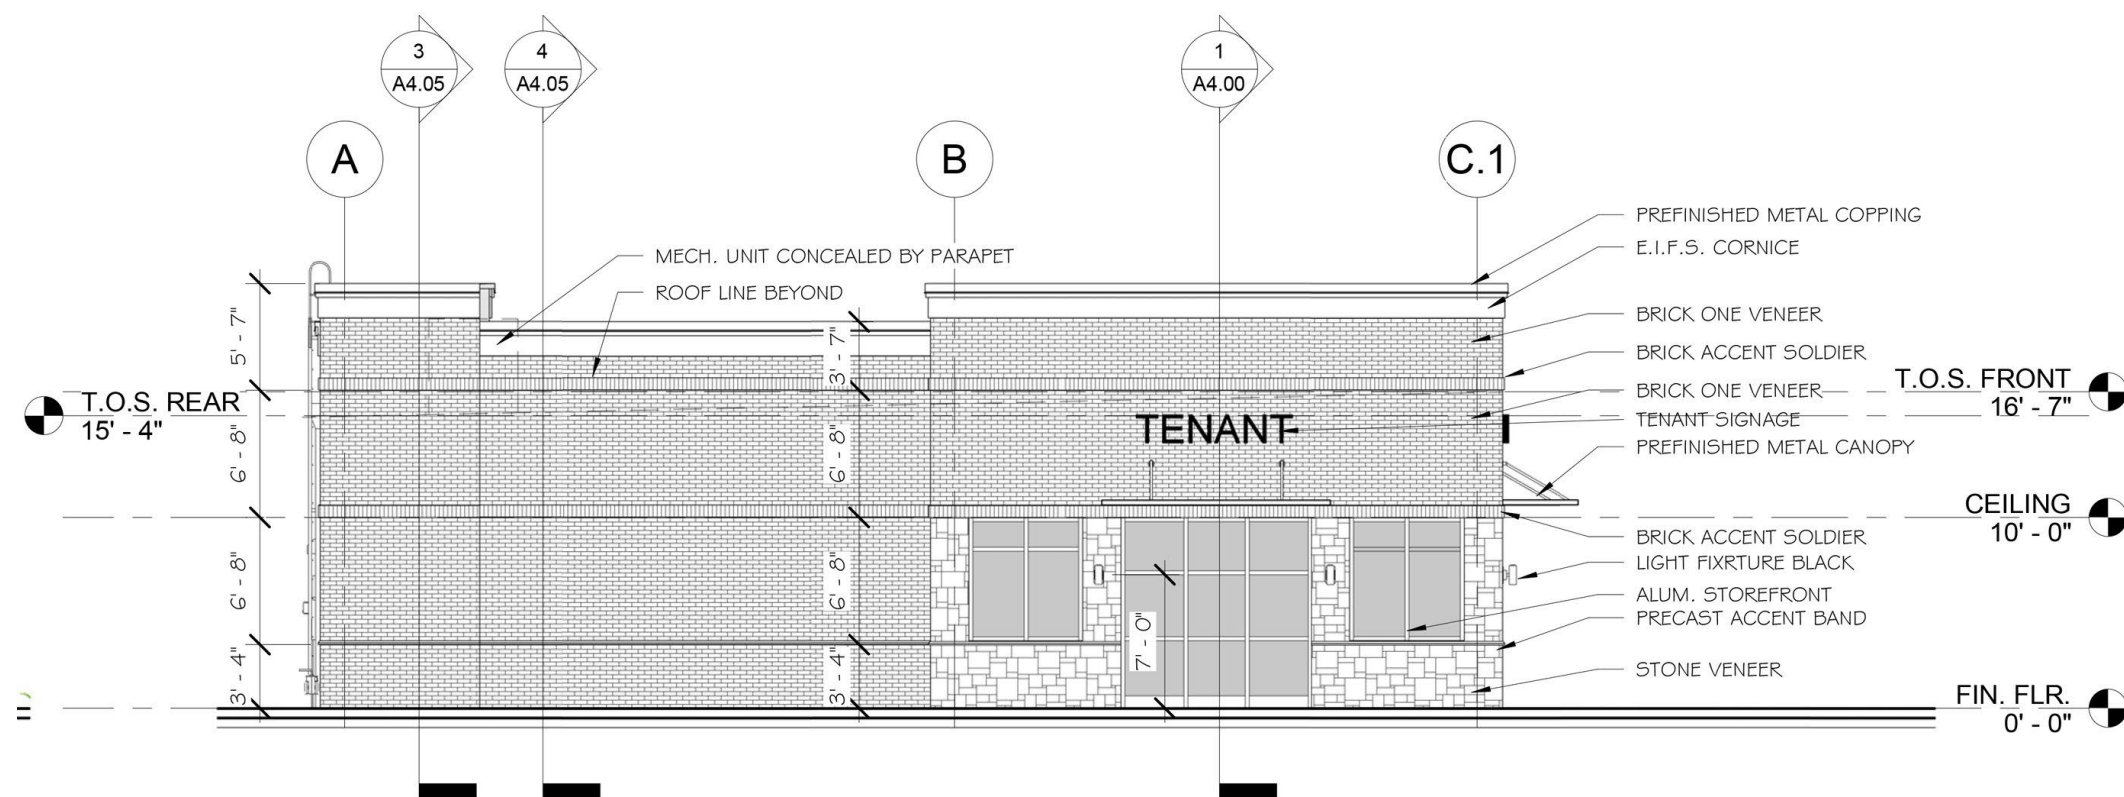 3
A4.05
4
A4.05
1
A4.00
A
B
C.1
PREFINISHED METAL COPPING
E.I.F.S. CORNICE
MECH. UNIT CONCEALED BY PARAPET
ROOF LINE BEYOND
BRICK ONE VENEER
BRICK ACCENT SOLDIER
BRICK ONE VENEER
TENANT SIGNAGE
PREFINISHED METAL CANOPY
T.O.S. REAR
15' - 4"
T.O.S. FRONT
16' - 7"
TENANT
CEILING
10' - 0"
BRICK ACCENT SOLDIER
LIGHT FIXRTURE BLACK
ALUM. STOREFRONT
PRECAST ACCENT BAND
STONE VENEER
FIN. FLR.
0' - 0"
5' - 7"
6' - 8"
6' - 8"
3' - 4"
3' - 7"
6' - 8"
6' - 8"
3' - 4"
7' - 0"